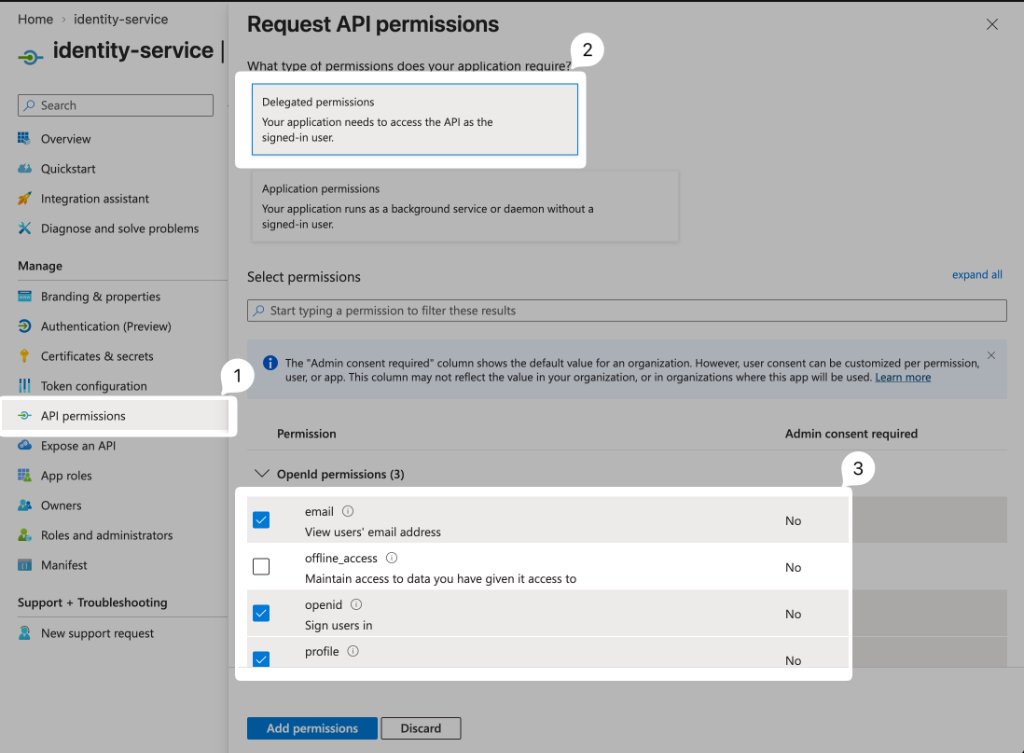 Home › identity-service
identity-service |
Search
Overview
Quickstart
Integration assistant
Diagnose and solve problems
Manage
Branding & properties
Authentication (Preview)
Certificates & secrets
Token configuration
1
API permissions
Expose an API
App roles
Owners
Roles and administrators
Manifest
Support + Troubleshooting
New support request
Request API permissions
What type of permissions does your application require?
2
Delegated permissions
Your application needs to access the API as the
signed-in user.
Application permissions
Your application runs as a background service or daemon without a
signed-in user.
Select permissions
expand all
Start typing a permission to filter these results
The "Admin consent required" column shows the default value for an organization. However, user consent can be customized per permission,
user, or app. This column may not reflect the value in your organization, or in organizations where this app will be used. Learn more
Permission Admin consent required
OpenId permissions (3)
3
email
View users' email address
No
offline_access
Maintain access to data you have given it access to
No
openid
Sign users in
No
profile
No
Add permissions Discard